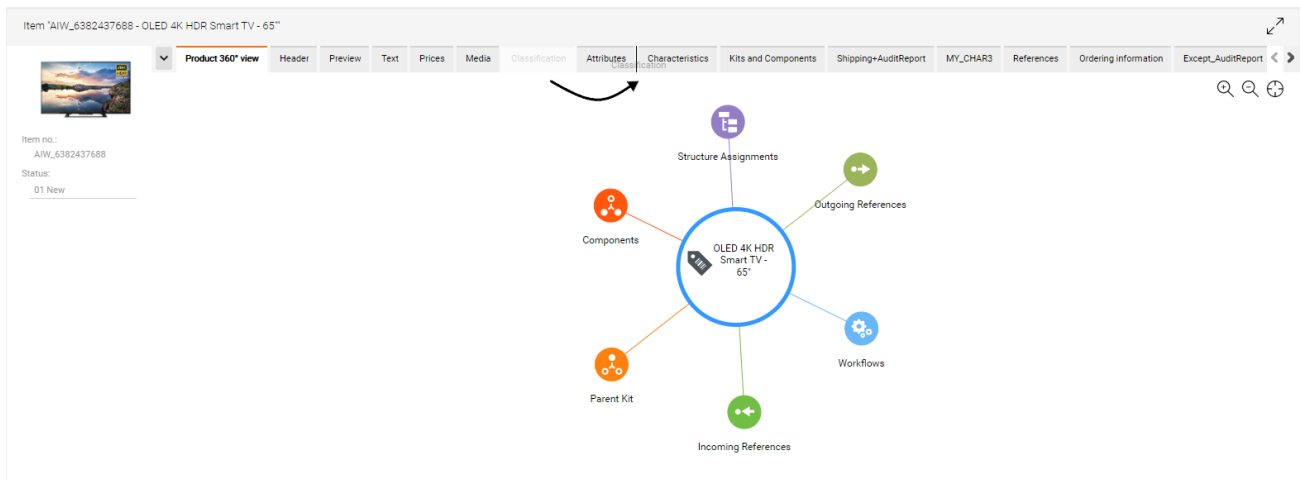 Item "AIW_6382437688 - OLED 4K HDR Smart TV - 65""
Product 360° view Header Preview Text Prices Media Classification Attributes Characteristics Kits and Components Shipping+AuditReport MY_CHAR3 References Ordering information Except_AuditReport
Classification
Item no.:
AIW_6382437688
Status:
01 New
Structure Assignments
Outgoing References
Components
OLED 4K HDR
Smart TV -
65"
Workflows
Parent Kit
Incoming References